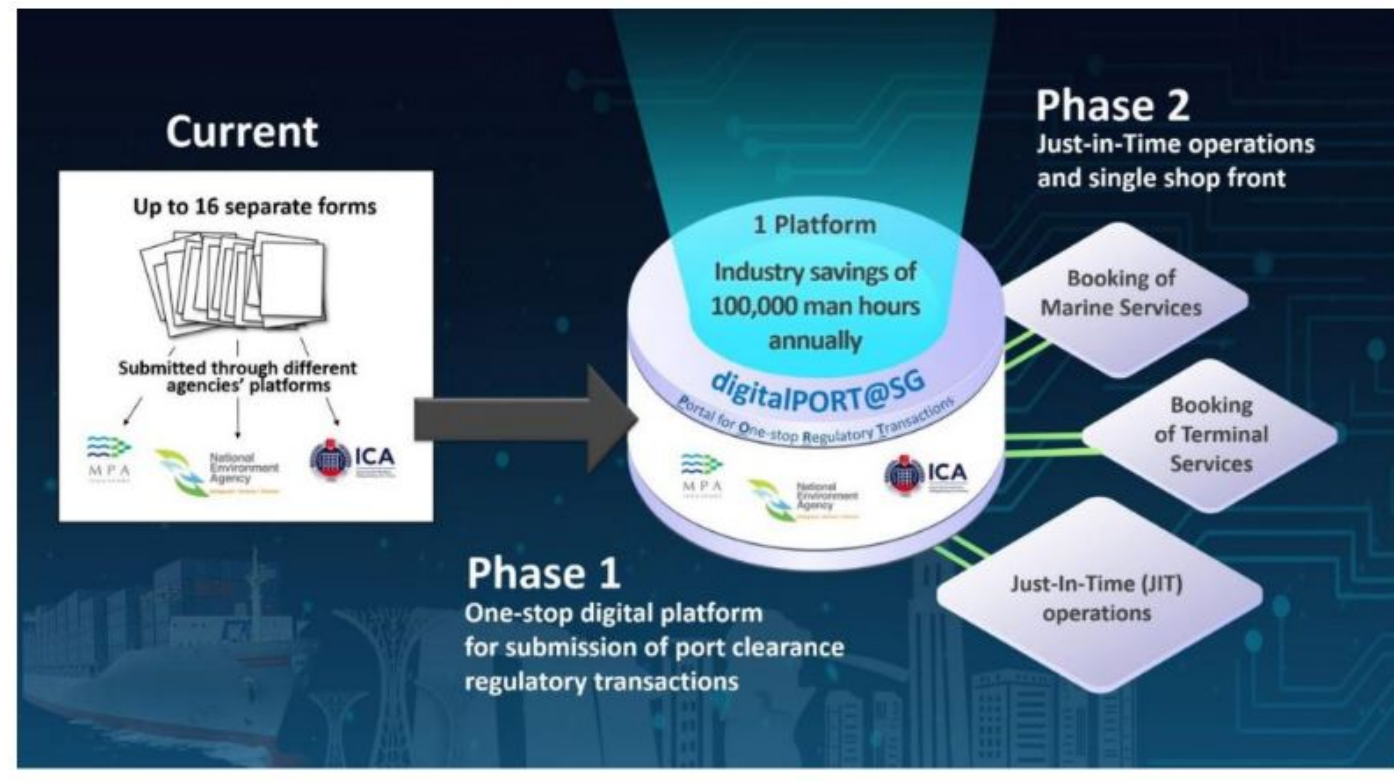 Current
Up to 16 separate forms
Submitted through different
agencies' platforms
MPA
SINGAPORE
National
Environment
Agency
ICA
Phase 1
One-stop digital platform
for submission of port clearance
regulatory transactions
1 Platform
Industry savings of
100,000 man hours
annually
digitalPORT@SG
Portal for One-stop Regulatory Transactions
MPA
SINGAPORE
National
Environment
Agency
ICA
Phase 2
Just-in-Time operations
and single shop front
Booking of
Marine Services
Booking
of Terminal
Services
Just-In-Time (JIT)
operations